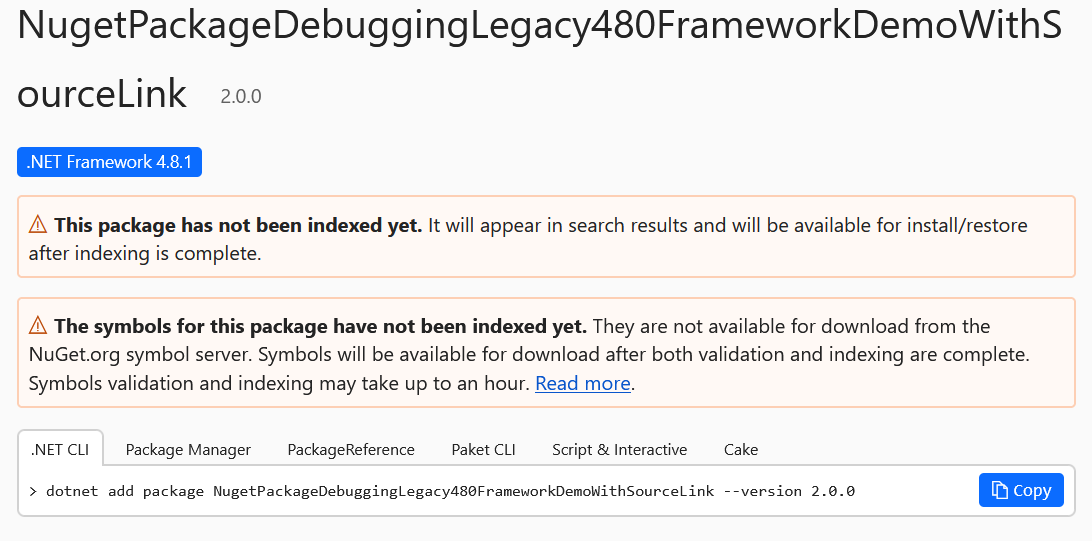 NugetPackageDebuggingLegacy480FrameworkDemoWithS
ourceLink 2.0.0
.NET Framework 4.8.1
This package has not been indexed yet. It will appear in search results and will be available for install/restore
after indexing is complete.
The symbols for this package have not been indexed yet. They are not available for download from the
NuGet.org symbol server. Symbols will be available for download after both validation and indexing are complete.
Symbols validation and indexing may take up to an hour. Read more.
.NET CLI Package Manager PackageReference Paket CLI Script & Interactive Cake
> dotnet add package NugetPackageDebuggingLegacy480FrameworkDemoWithSourceLink --version 2.0.0 Copy